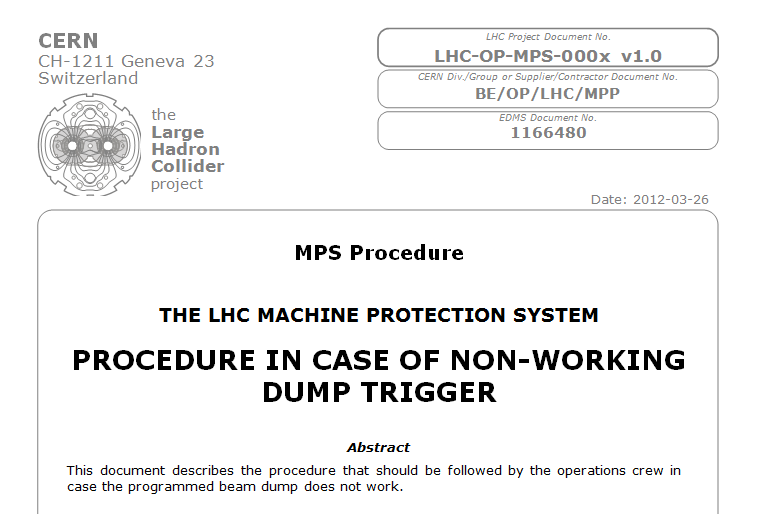 CERN
CH-1211 Geneva 23
Switzerland
the
Large
Hadron
Collider
project
LHC Project Document No.
LHC-OP-MPS-000x v1.0
CERN Div./Group or Supplier/Contractor Document No.
BE/OP/LHC/MPP
EDMS Document No.
1166480
Date: 2012-03-26
MPS Procedure
THE LHC MACHINE PROTECTION SYSTEM
PROCEDURE IN CASE OF NON-WORKING
DUMP TRIGGER
Abstract
This document describes the procedure that should be followed by the operations crew in
case the programmed beam dump does not work.